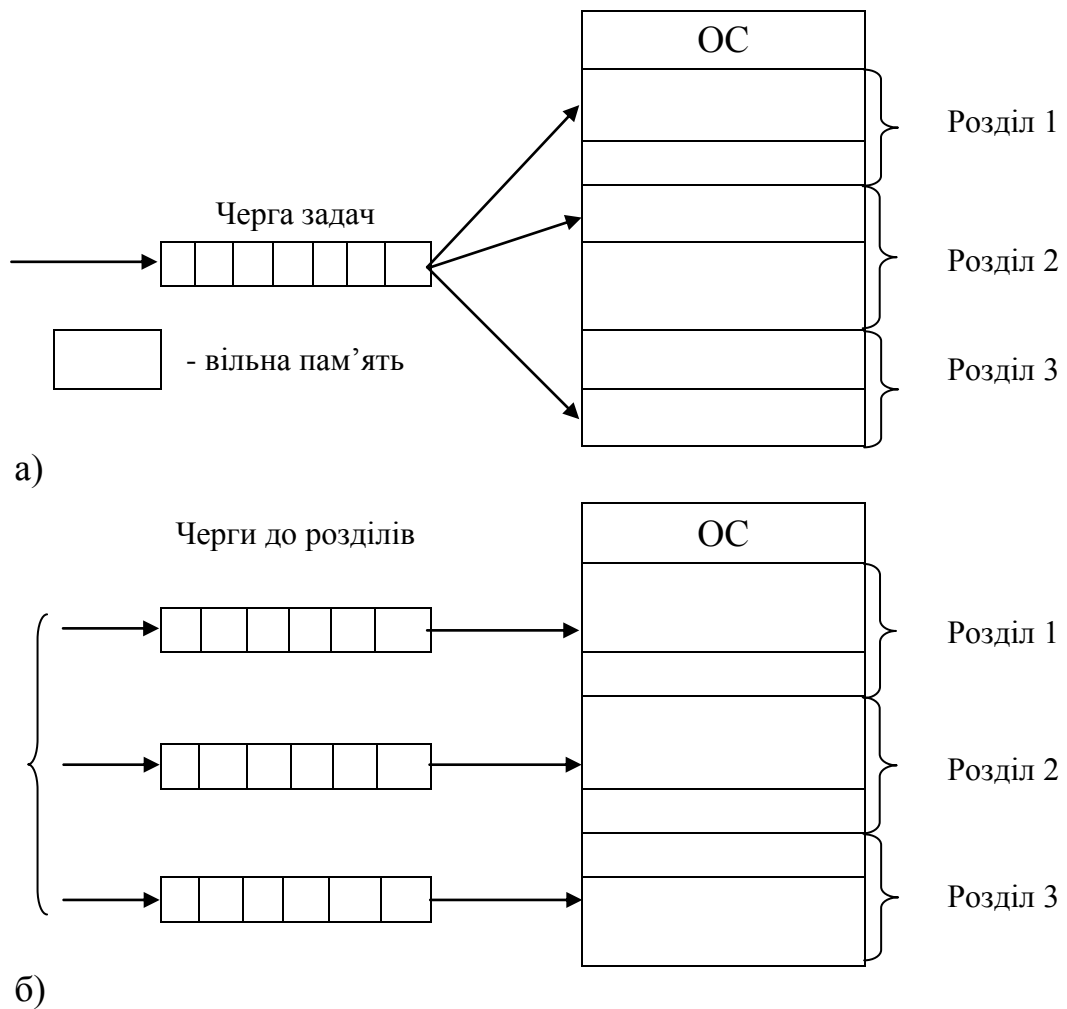 ОС
Розділ 1
Черга задач
Розділ 2
- вільна пам’ять
Розділ 3
а)
Черги до розділів
ОС
Розділ 1
Розділ 2
Розділ 3
б)